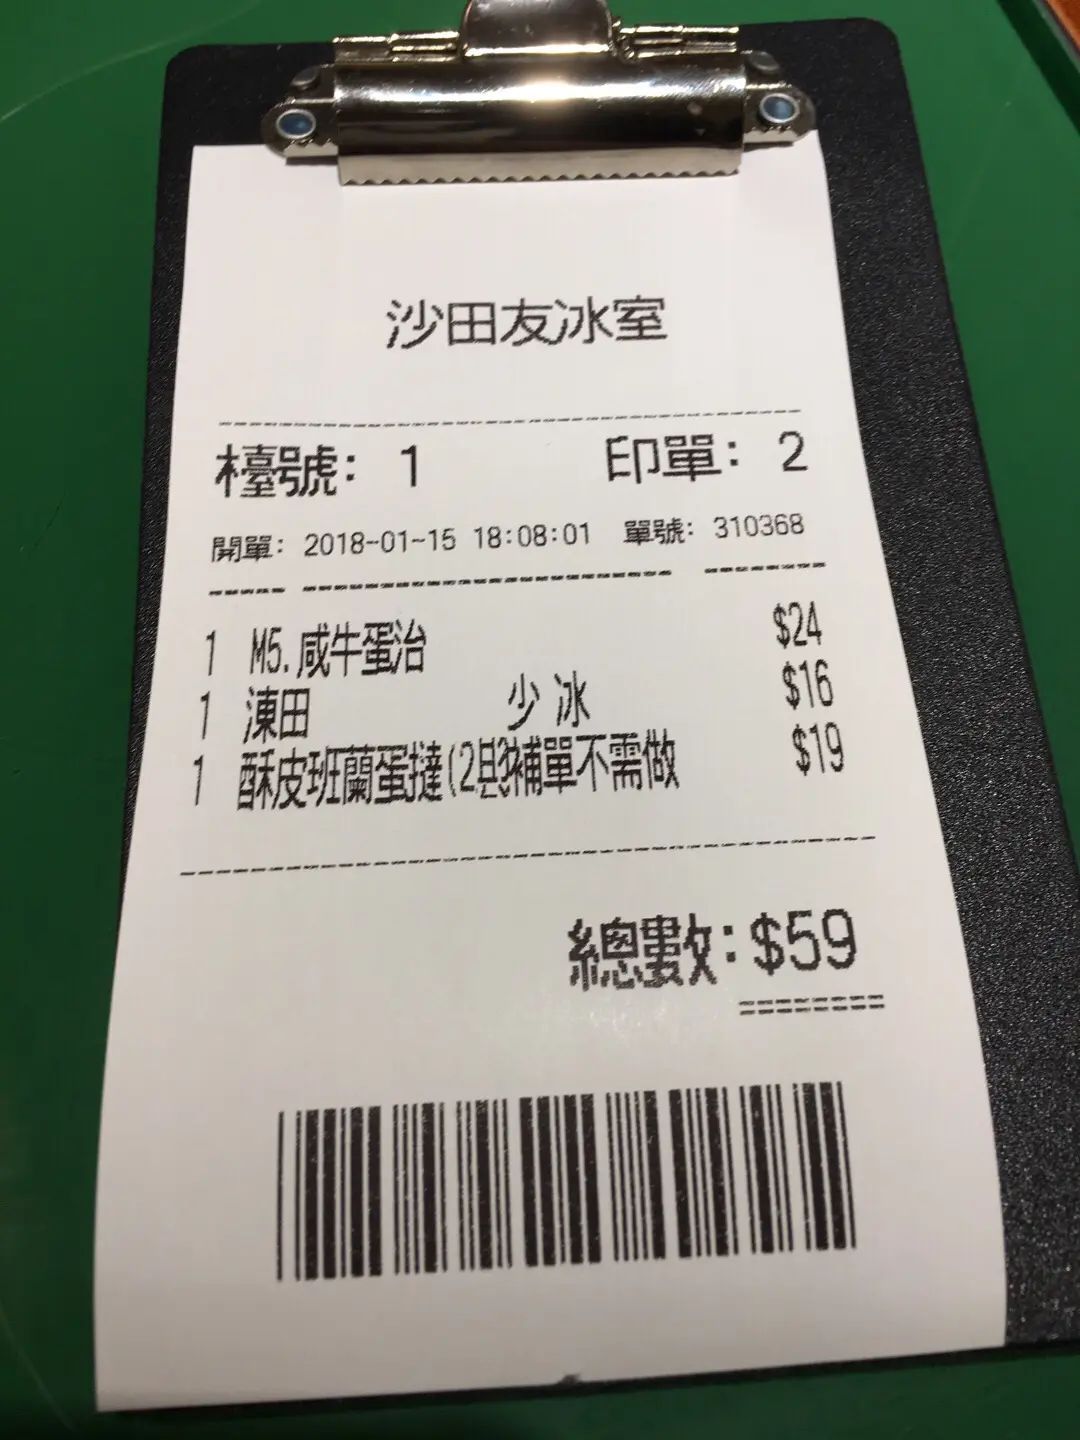 沙田友冰室
檯號: 1 印單: 2
開單: 2018-01-15 18:08:01 單號: 310368
1 M5.咸牛蛋治 $24
1 涷田 少冰 $16
1 酥皮班蘭蛋撻(2 補單不需做 $19
總數:$59